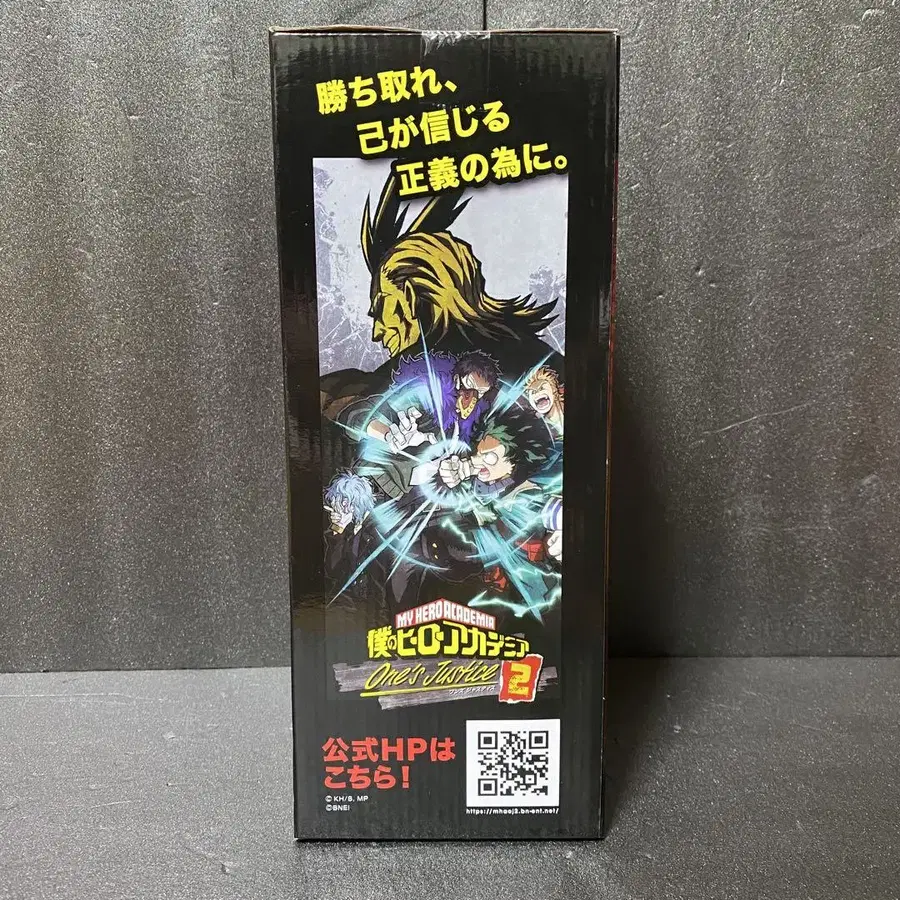 勝ち取れ、
己が信じる
正義の為に。
MY HERO ACADEMIA
僕のヒーローアカデミア
One's Justice 2
ワンズ ジャスティス
公式HPは
こちら!
© KH/S, MP
©BNEI
https://mhaoj2.bn-ent.net/